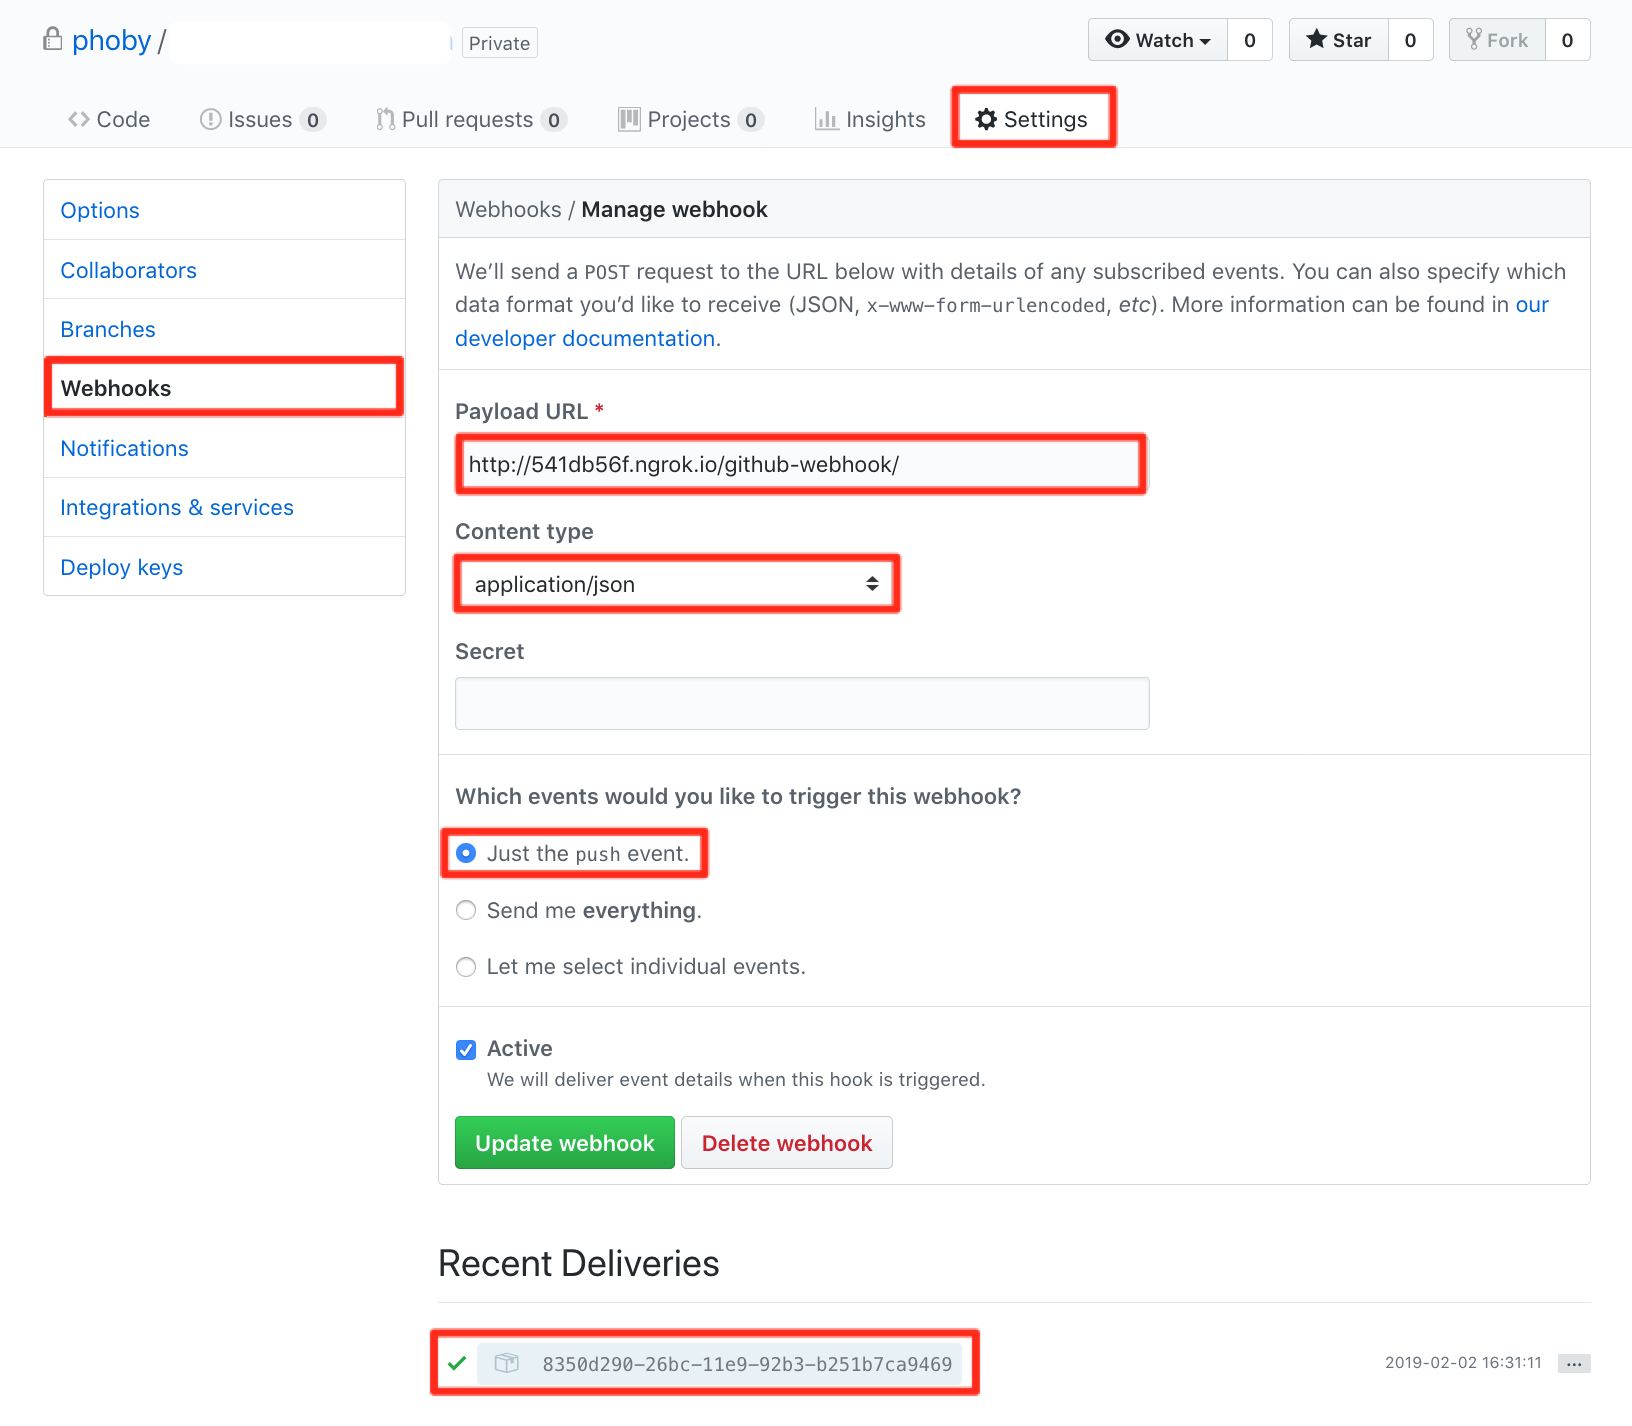 phoby / Private Watch 0 Star 0 Fork 0
Code Issues 0 Pull requests 0 Projects 0 Insights Settings
Options
Collaborators
Branches
Webhooks
Notifications
Integrations & services
Deploy keys
Webhooks / Manage webhook
We’ll send a POST request to the URL below with details of any subscribed events. You can also specify which
data format you’d like to receive (JSON, x-www-form-urlencoded, etc). More information can be found in our
developer documentation.
Payload URL *
http://541db56f.ngrok.io/github-webhook/
Content type
application/json
Secret
Which events would you like to trigger this webhook?
Just the push event.
Send me everything.
Let me select individual events.
Active
We will deliver event details when this hook is triggered.
Update webhook Delete webhook
Recent Deliveries
8350d290-26bc-11e9-92b3-b251b7ca9469 2019-02-02 16:31:11 ...